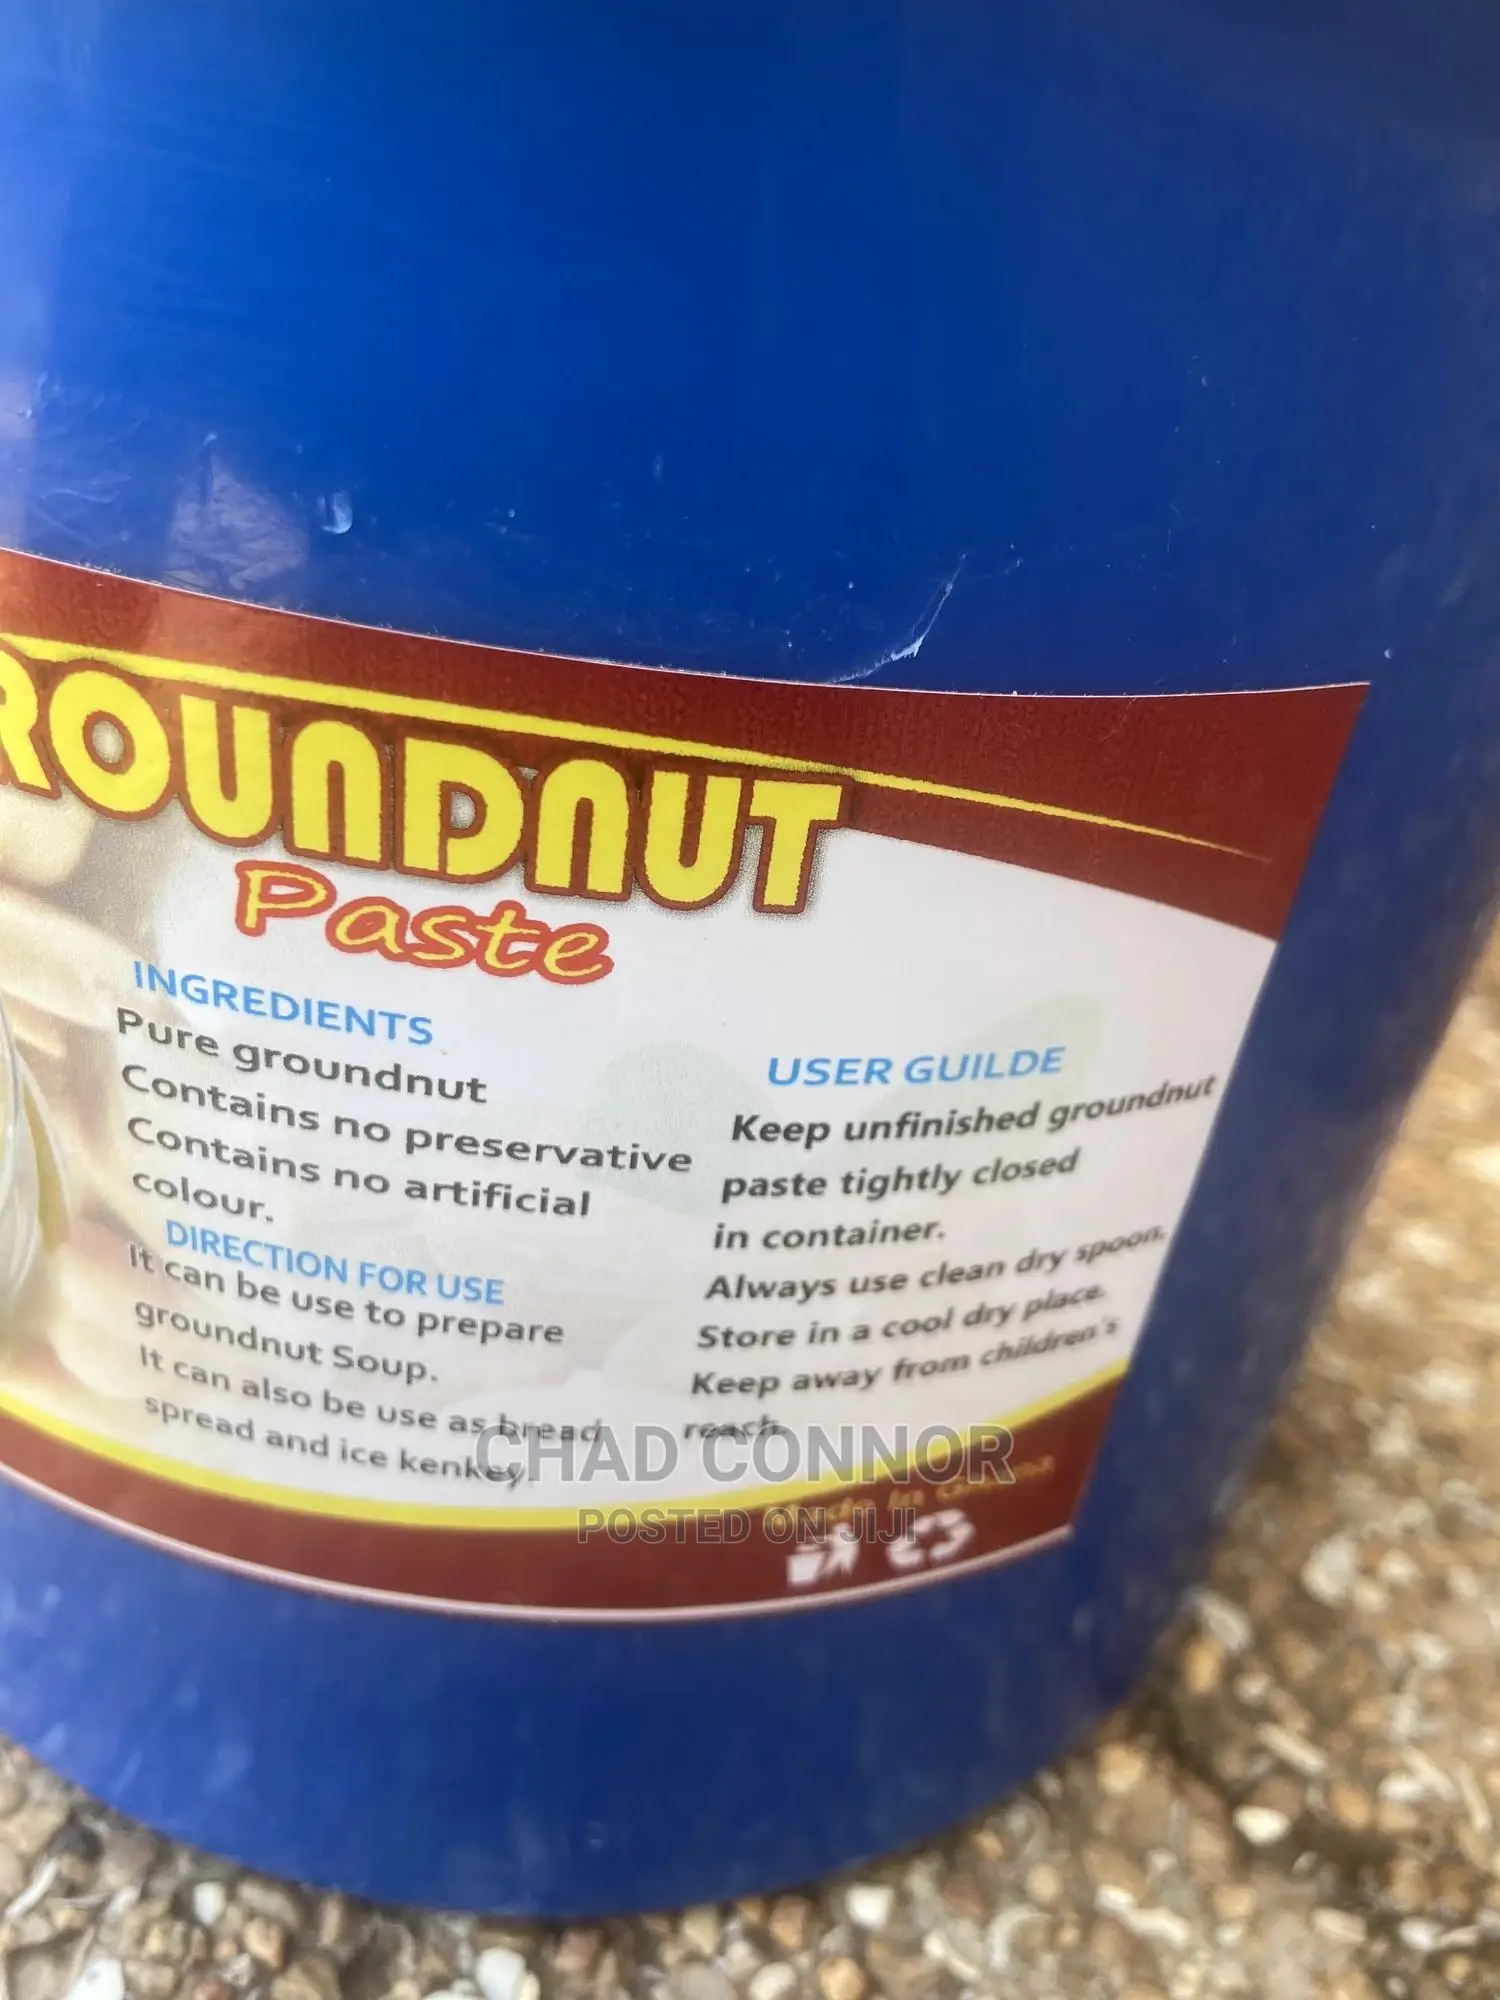 ROUNDNUT
Paste
INGREDIENTS
Pure groundnut
Contains no preservative
Contains no artificial
colour.
DIRECTION FOR USE
It can be use to prepare
groundnut Soup.
It can also be use as bread
spread and ice kenkey.
USER GUILDE
Keep unfinished groundnut
paste tightly closed
in container.
Always use clean dry spoon.
Store in a cool dry place.
Keep away from children's
reach.
Made In Ghana
CHAD CONNOR
POSTED ON JIJI